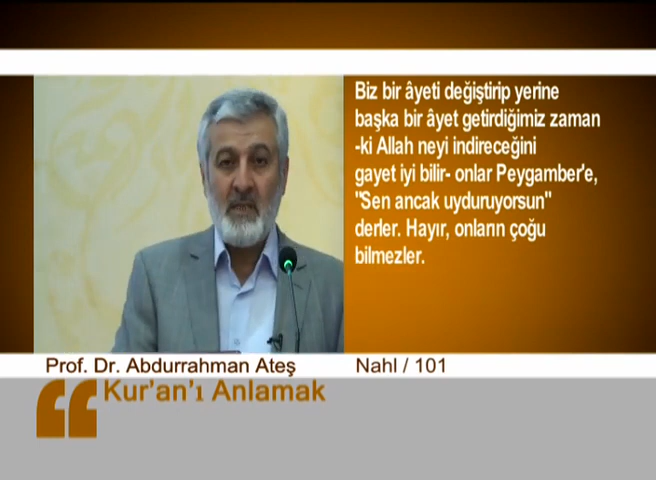 Biz bir âyeti değiştirip yerine
başka bir âyet getirdiğimiz zaman
-ki Allah neyi indireceğini
gayet iyi bilir- onlar Peygamber'e,
"Sen ancak uyduruyorsun"
derler. Hayır, onların çoğu
bilmezler.
Prof. Dr. Abdurrahman Ateş
Nahl / 101
Kur'an'ı Anlamak